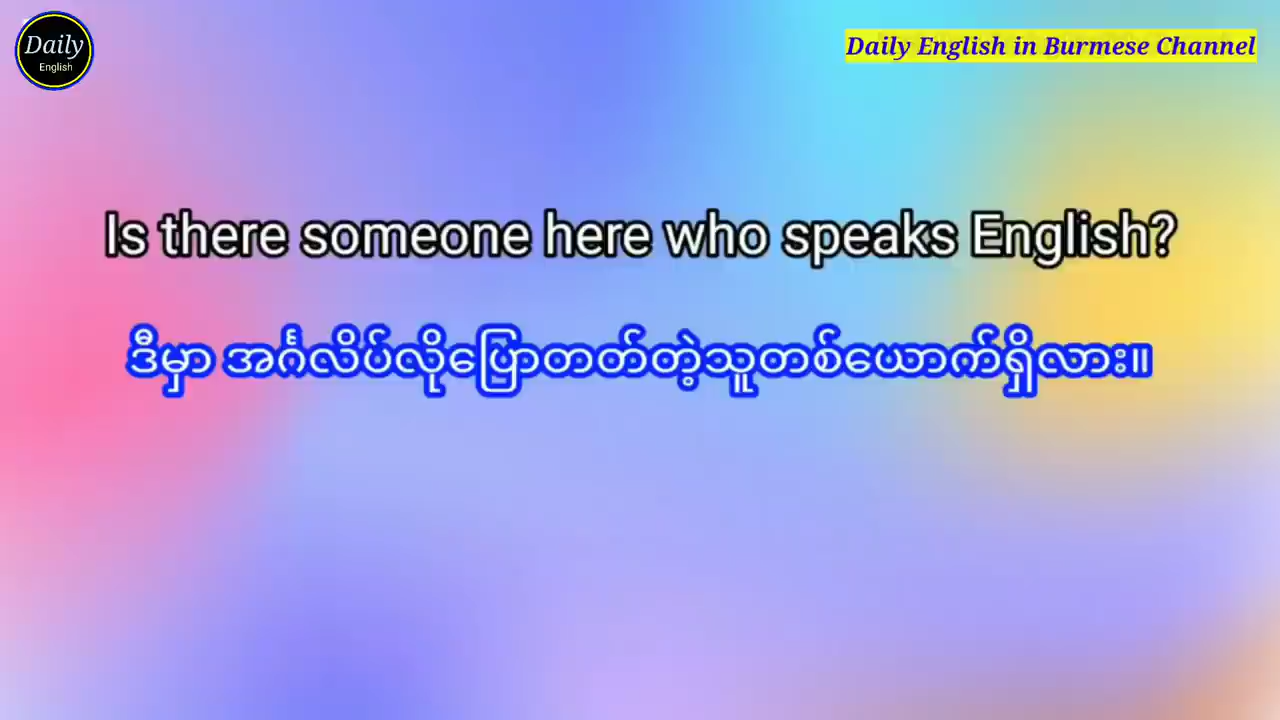 Daily
English
Daily English in Burmese Channel
Is there someone here who speaks English?
ဒီမှာ အင်္ဂလိပ်လိုပြောတတ်တဲ့သူတစ်ယောက်ရှိလား။